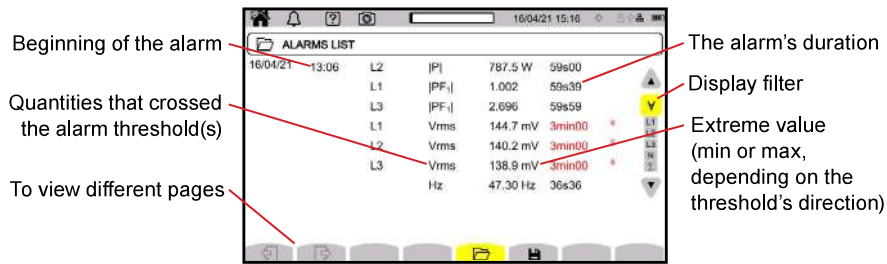 16/04/21 15:16
ALARMS LIST
Beginning of the alarm
The alarm's duration
16/04/21 13:06 L2 |P| 787.5 W 59s00
L1 |PF₁| 1.002 59s39
Display filter
L3 |PF₁| 2.696 59s59
∀
Quantities that crossed
the alarm threshold(s)
L1 Vrms 144.7 mV 3min00 *
L1
L2 Vrms 140.2 mV 3min00 *
L2
L3 Vrms 138.9 mV 3min00 *
L3
N
Σ
Hz 47.30 Hz 36s36
Extreme value
(min or max,
depending on the
threshold's direction)
To view different pages